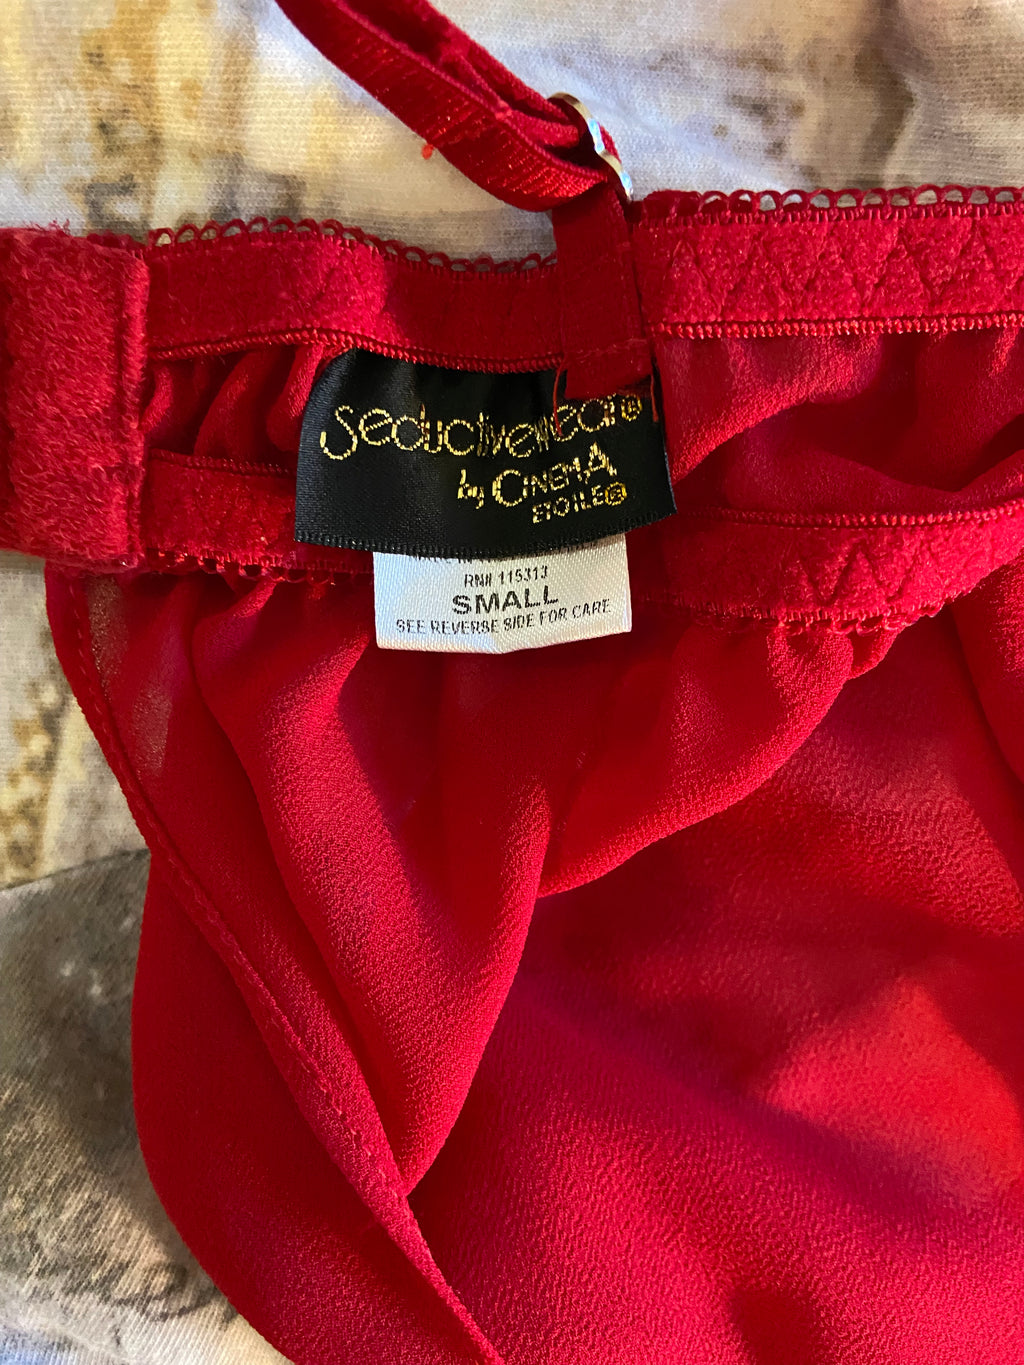 Seductivewear®
by CINEMA
ETOILE®
RN# 115313
SMALL
SEE REVERSE SIDE FOR CARE